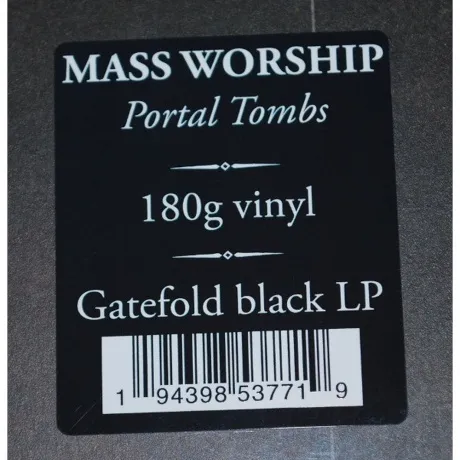 MASS WORSHIP
Portal Tombs
180g vinyl
Gatefold black LP
1 94398 53771 9